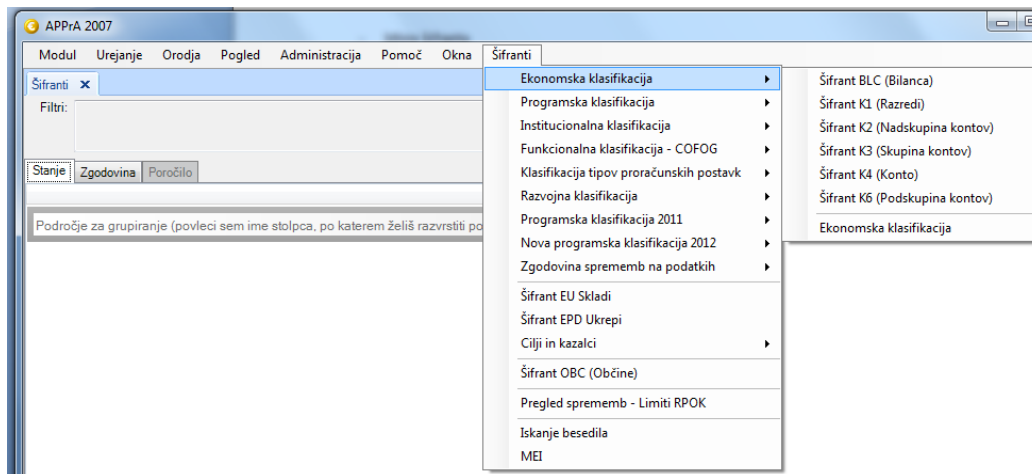 APPrA 2007
Modul Urejanje Orodja Pogled Administracija Pomoč Okna Šifranti
Šifranti
Filtri:
Stanje Zgodovina Poročilo
Področje za grupiranje (povleci sem ime stolpca, po katerem želiš razvrstiti po
Ekonomska klasifikacija
Programska klasifikacija
Institucionalna klasifikacija
Funkcionalna klasifikacija - COFOG
Klasifikacija tipov proračunskih postavk
Razvojna klasifikacija
Programska klasifikacija 2011
Nova programska klasifikacija 2012
Zgodovina sprememb na podatkih
Šifrant EU Skladi
Šifrant EPD Ukrepi
Cilji in kazalci
Šifrant OBC (Občine)
Pregled sprememb - Limiti RPOK
Iskanje besedila
MEI
Šifrant BLC (Bilanca)
Šifrant K1 (Razredi)
Šifrant K2 (Nadskupina kontov)
Šifrant K3 (Skupina kontov)
Šifrant K4 (Konto)
Šifrant K6 (Podskupina kontov)
Ekonomska klasifikacija